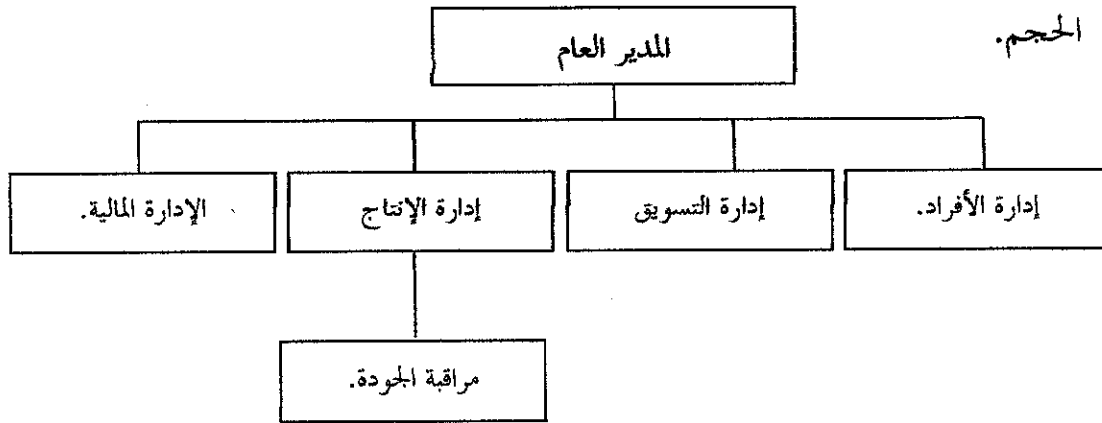 الحجم.
المدير العام
إدارة الأفراد.
إدارة التسويق
إدارة الإنتاج
الإدارة المالية.
مراقبة الجودة.